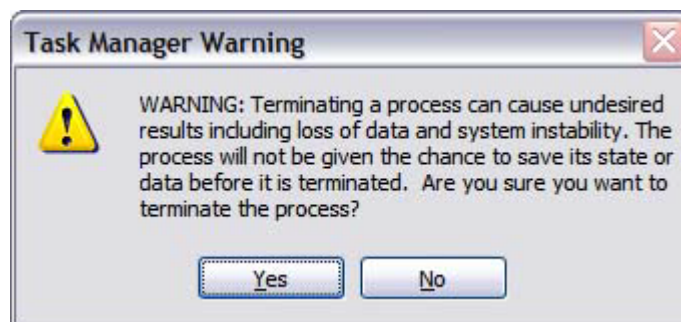 Task Manager Warning
WARNING: Terminating a process can cause undesired
results including loss of data and system instability. The
process will not be given the chance to save its state or
data before it is terminated.  Are you sure you want to
terminate the process?
Yes
No